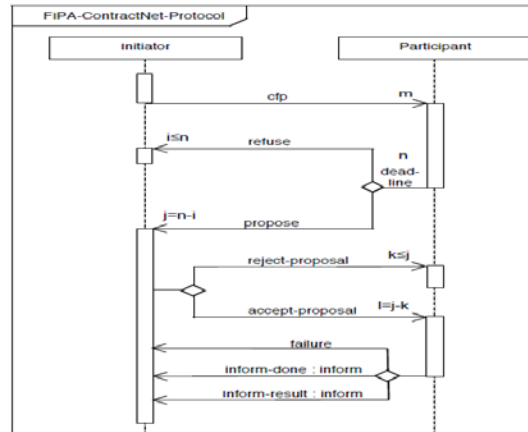 FIPA-ContractNet-Protocol
Initiator
Participant
cfp
m
i≤n
refuse
n
dead-
line
j=n-i
propose
reject-proposal
k≤j
accept-proposal
l=j-k
failure
inform-done : inform
inform-result : inform